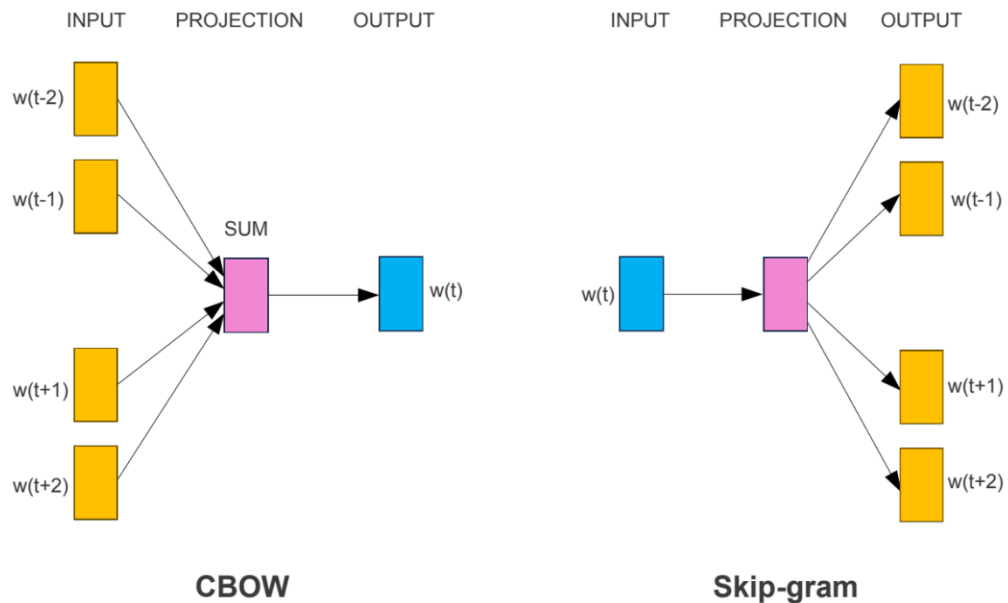 INPUT PROJECTION OUTPUT
w(t-2)
w(t-1)
SUM
w(t)
w(t+1)
w(t+2)
CBOW
INPUT PROJECTION OUTPUT
w(t-2)
w(t-1)
w(t)
w(t+1)
w(t+2)
Skip-gram